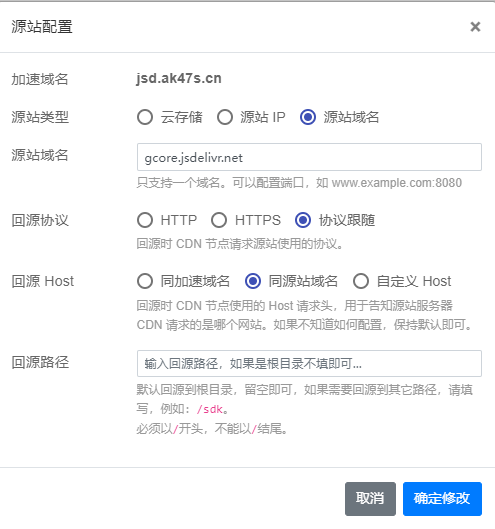 源站配置 ×
加速域名 jsd.ak47s.cn
源站类型 云存储 源站 IP 源站域名
源站域名 gcore.jsdelivr.net
只支持一个域名。可以配置端口，如 www.example.com:8080
回源协议 HTTP HTTPS 协议跟随
回源时 CDN 节点请求源站使用的协议。
回源 Host 同加速域名 同源站域名 自定义 Host
回源时 CDN 节点使用的 Host 请求头，用于告知源站服务器
CDN 请求的是哪个网站。如果不知道如何配置，保持默认即可。
回源路径 输入回源路径，如果是根目录不填即可...
默认回源到根目录，留空即可，如果需要回源到其它路径，请填
写，例如：/sdk。
必须以/开头，不能以/结尾。
取消 确定修改